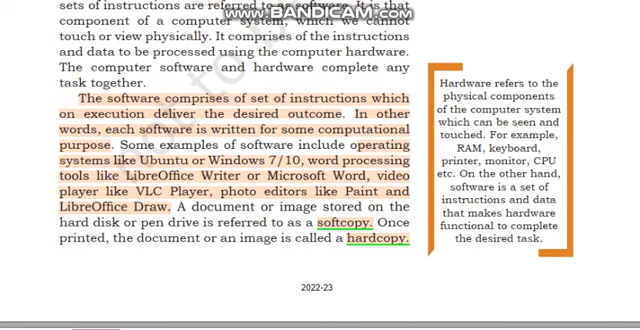 sets of instructions are referred to as software. It is that
component of a computer system, which we cannot
www.BANDICAM.com
touch or view physically. It comprises of the instructions
and data to be processed using the computer hardware.
The computer software and hardware complete any
task together.
The software comprises of set of instructions which
on execution deliver the desired outcome. In other
words, each software is written for some computational
purpose. Some examples of software include operating
systems like Ubuntu or Windows 7/10, word processing
tools like LibreOffice Writer or Microsoft Word, video
player like VLC Player, photo editors like Paint and
LibreOffice Draw. A document or image stored on the
hard disk or pen drive is referred to as a softcopy. Once
printed, the document or an image is called a hardcopy.
Hardware refers to the
physical components
of the computer system
which can be seen and
touched. For example,
RAM, keyboard,
printer, monitor, CPU
etc. On the other hand,
software is a set of
instructions and data
that makes hardware
functional to complete
the desired task.
2022-23